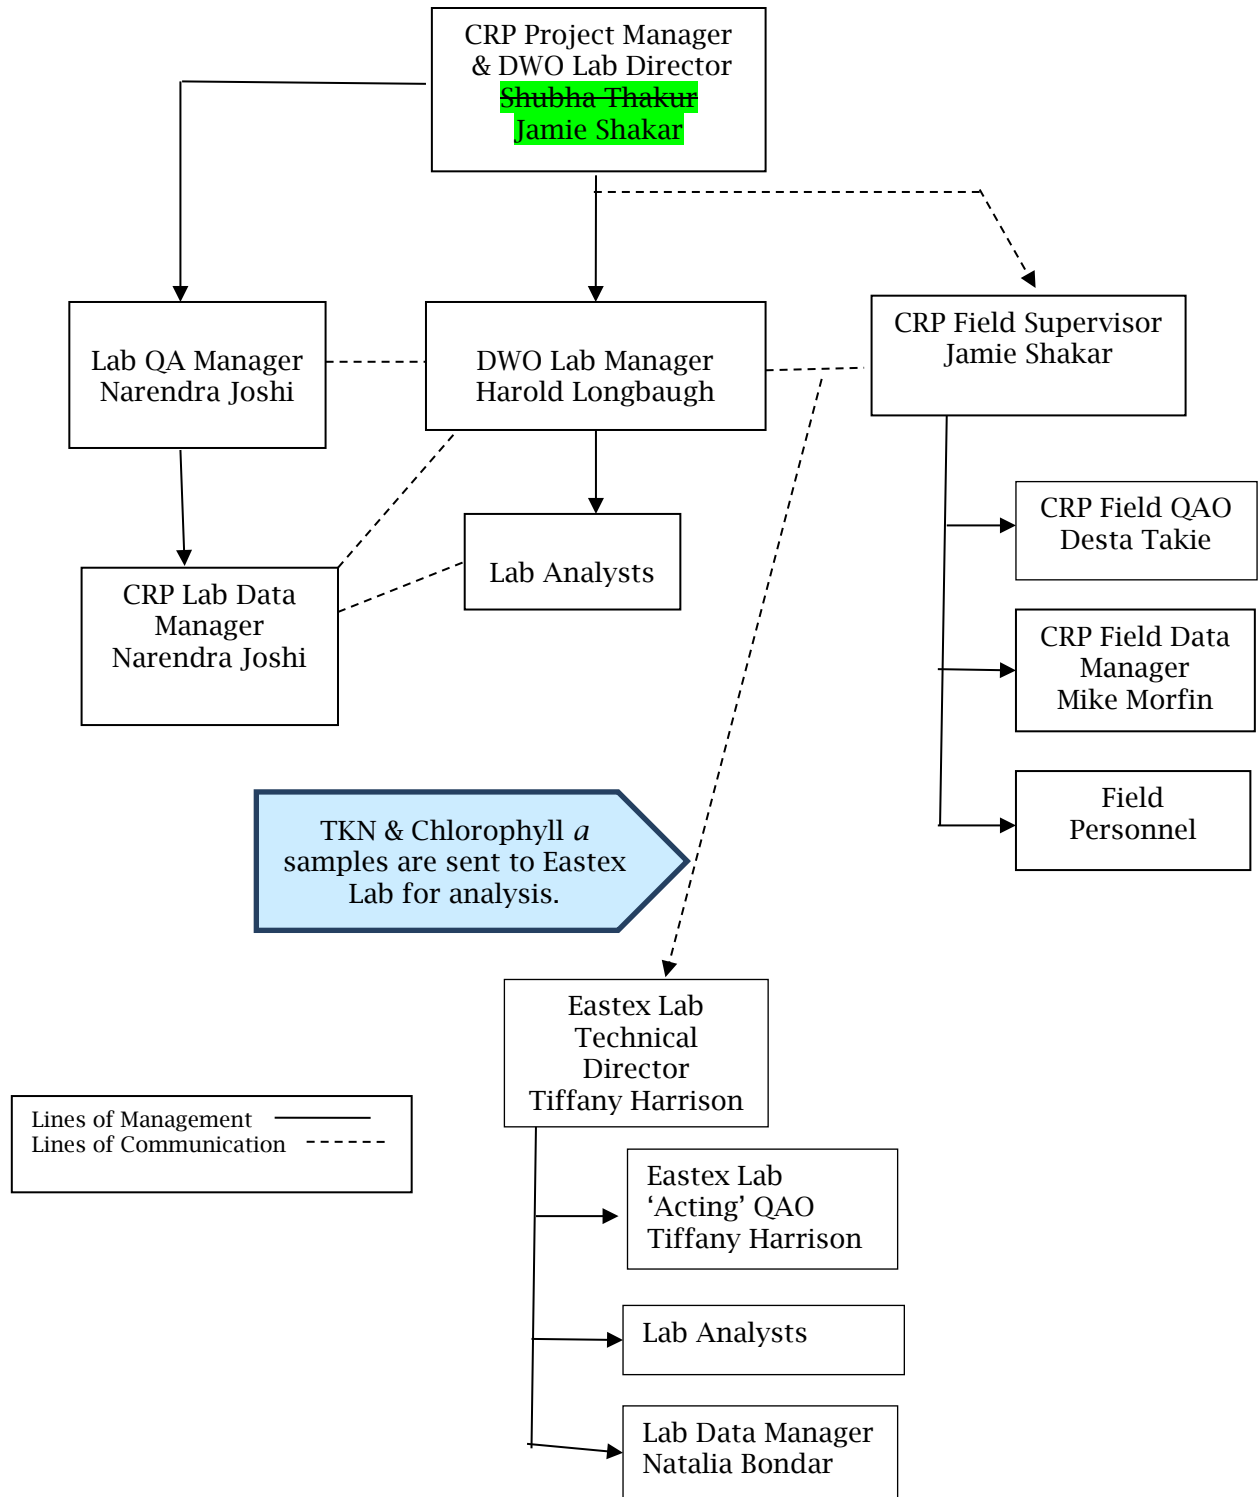 CRP Project Manager
& DWO Lab Director
Shubha Thakur
Jamie Shakar
Lab QA Manager
Narendra Joshi
DWO Lab Manager
Harold Longbaugh
CRP Field Supervisor
Jamie Shakar
CRP Lab Data
Manager
Narendra Joshi
Lab Analysts
CRP Field QAO
Desta Takie
CRP Field Data
Manager
Mike Morfin
Field
Personnel
TKN & Chlorophyll a
samples are sent to Eastex
Lab for analysis.
Eastex Lab
Technical
Director
Tiffany Harrison
Lines of Management
Lines of Communication
Eastex Lab
‘Acting’ QAO
Tiffany Harrison
Lab Analysts
Lab Data Manager
Natalia Bondar